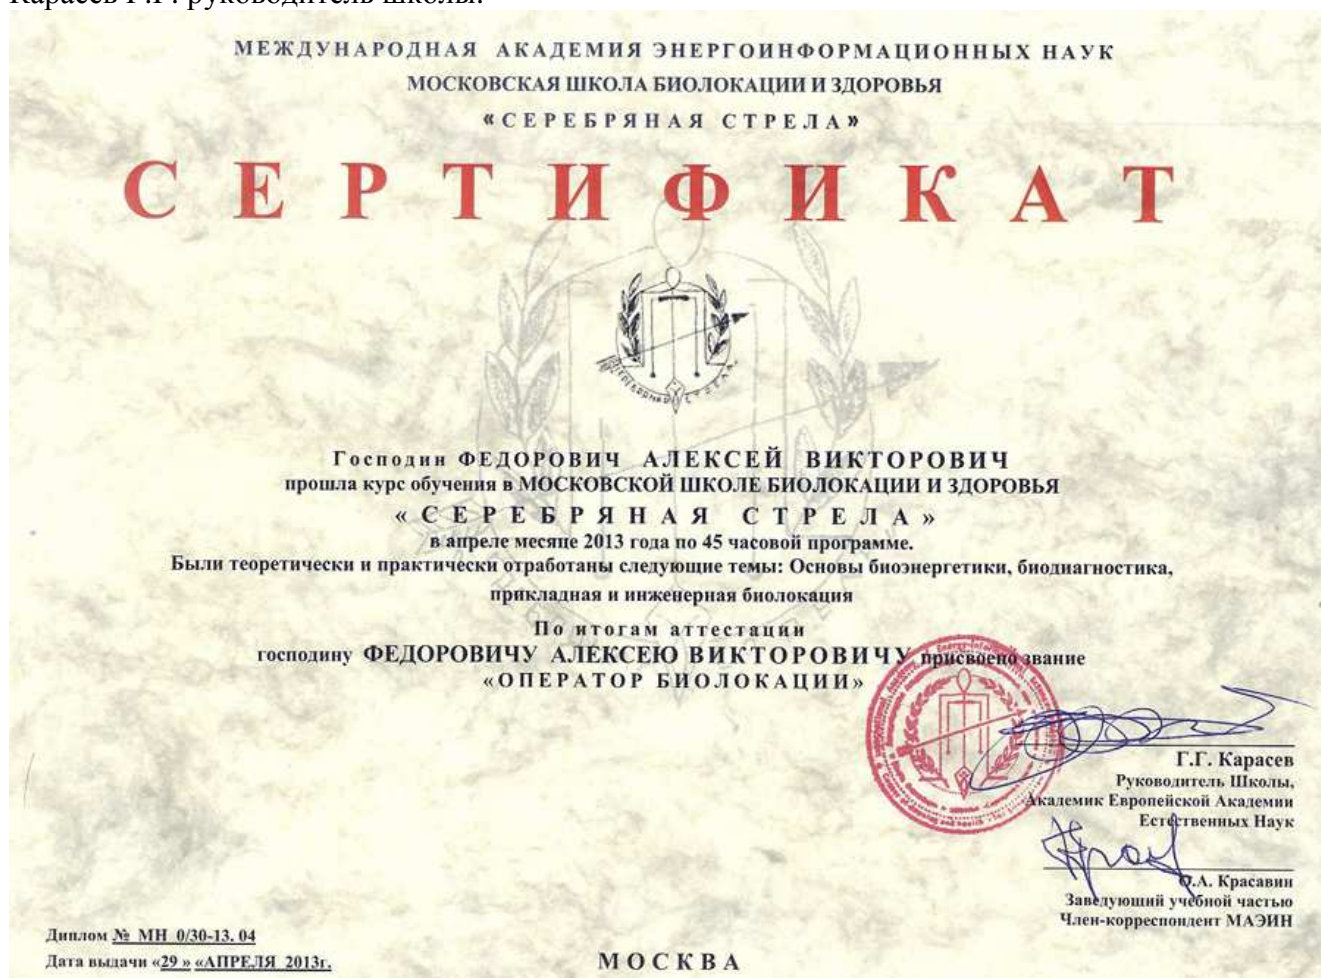 Карасев Г.Г. руководитель школы.
МЕЖДУНАРОДНАЯ АКАДЕМИЯ ЭНЕРГОИНФОРМАЦИОННЫХ НАУК
МОСКОВСКАЯ ШКОЛА БИОЛОКАЦИИ И ЗДОРОВЬЯ
«СЕРЕБРЯНАЯ СТРЕЛА»
СЕРТИФИКАТ
Господин ФЕДОРОВИЧ АЛЕКСЕЙ ВИКТОРОВИЧ
прошла курс обучения в МОСКОВСКОЙ ШКОЛЕ БИОЛОКАЦИИ И ЗДОРОВЬЯ
«СЕРЕБРЯНАЯ СТРЕЛА»
в апреле месяце 2013 года по 45 часовой программе.
Были теоретически и практически отработаны следующие темы: Основы биоэнергетики, биодиагностика,
прикладная и инженерная биолокация
По итогам аттестации
господину ФЕДОРОВИЧУ АЛЕКСЕЮ ВИКТОРОВИЧУ присвоено звание
«ОПЕРАТОР БИОЛОКАЦИИ»
Г.Г. Карасев
Руководитель Школы,
Академик Европейской Академии
Естественных Наук
О.А. Красавин
Заведующий учебной частью
Член-корреспондент МАЭИН
Диплом № МН 0/30-13. 04
Дата выдачи «29 » «АПРЕЛЯ 2013г.
МОСКВА